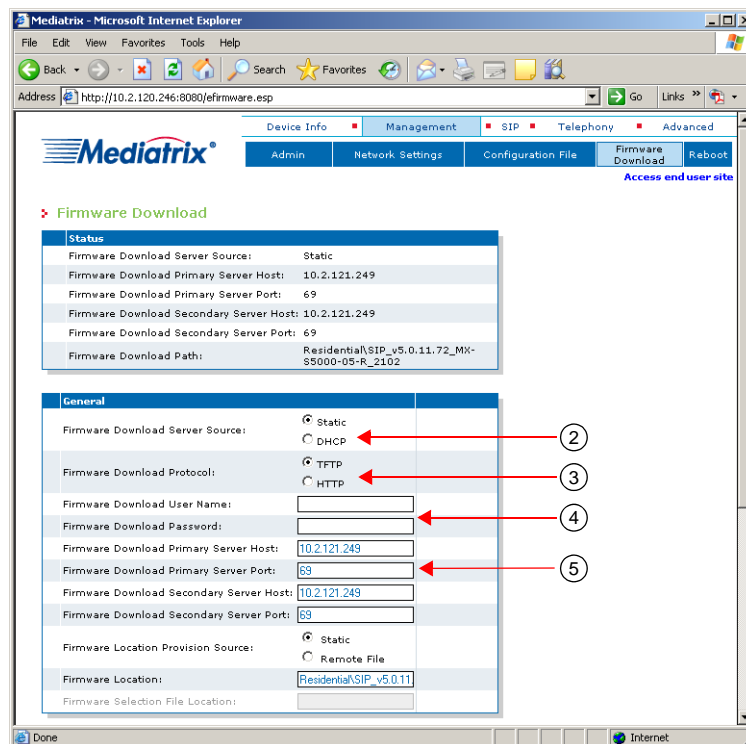 Mediatrix - Microsoft Internet Explorer
File Edit View Favorites Tools Help
Back Search Favorites
Address http://10.2.120.246:8080/efirmware.esp Go Links »
Device Info Management SIP Telephony Advanced
Mediatrix®
Admin Network Settings Configuration File Firmware Download Reboot
Access end user site
Firmware Download
Status
Firmware Download Server Source: Static
Firmware Download Primary Server Host: 10.2.121.249
Firmware Download Primary Server Port: 69
Firmware Download Secondary Server Host: 10.2.121.249
Firmware Download Secondary Server Port: 69
Firmware Download Path: Residential\SIP_v5.0.11.72_MX-
S5000-05-R_2102
General
Firmware Download Server Source: Static
DHCP
2
Firmware Download Protocol: TFTP
HTTP
3
Firmware Download User Name:
4
Firmware Download Password:
Firmware Download Primary Server Host: 10.2.121.249
Firmware Download Primary Server Port: 69
5
Firmware Download Secondary Server Host: 10.2.121.249
Firmware Download Secondary Server Port: 69
Firmware Location Provision Source: Static
Remote File
Firmware Location: Residential\SIP_v5.0.11.
Firmware Selection File Location:
Done Internet